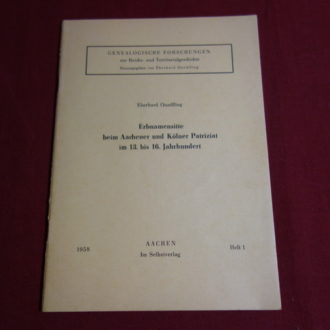 GENEALOGISCHE FORSCHUNGEN
zur Reichs- und Territorialgeschichte
Herausgegeben von Eberhard Quadflieg
Eberhard Quadflieg
Erbnamensitte
beim Aachener und Kölner Patriziat
im 13. bis 16. Jahrhundert
1958
AACHEN
Heft 1
Im Selbstverlag